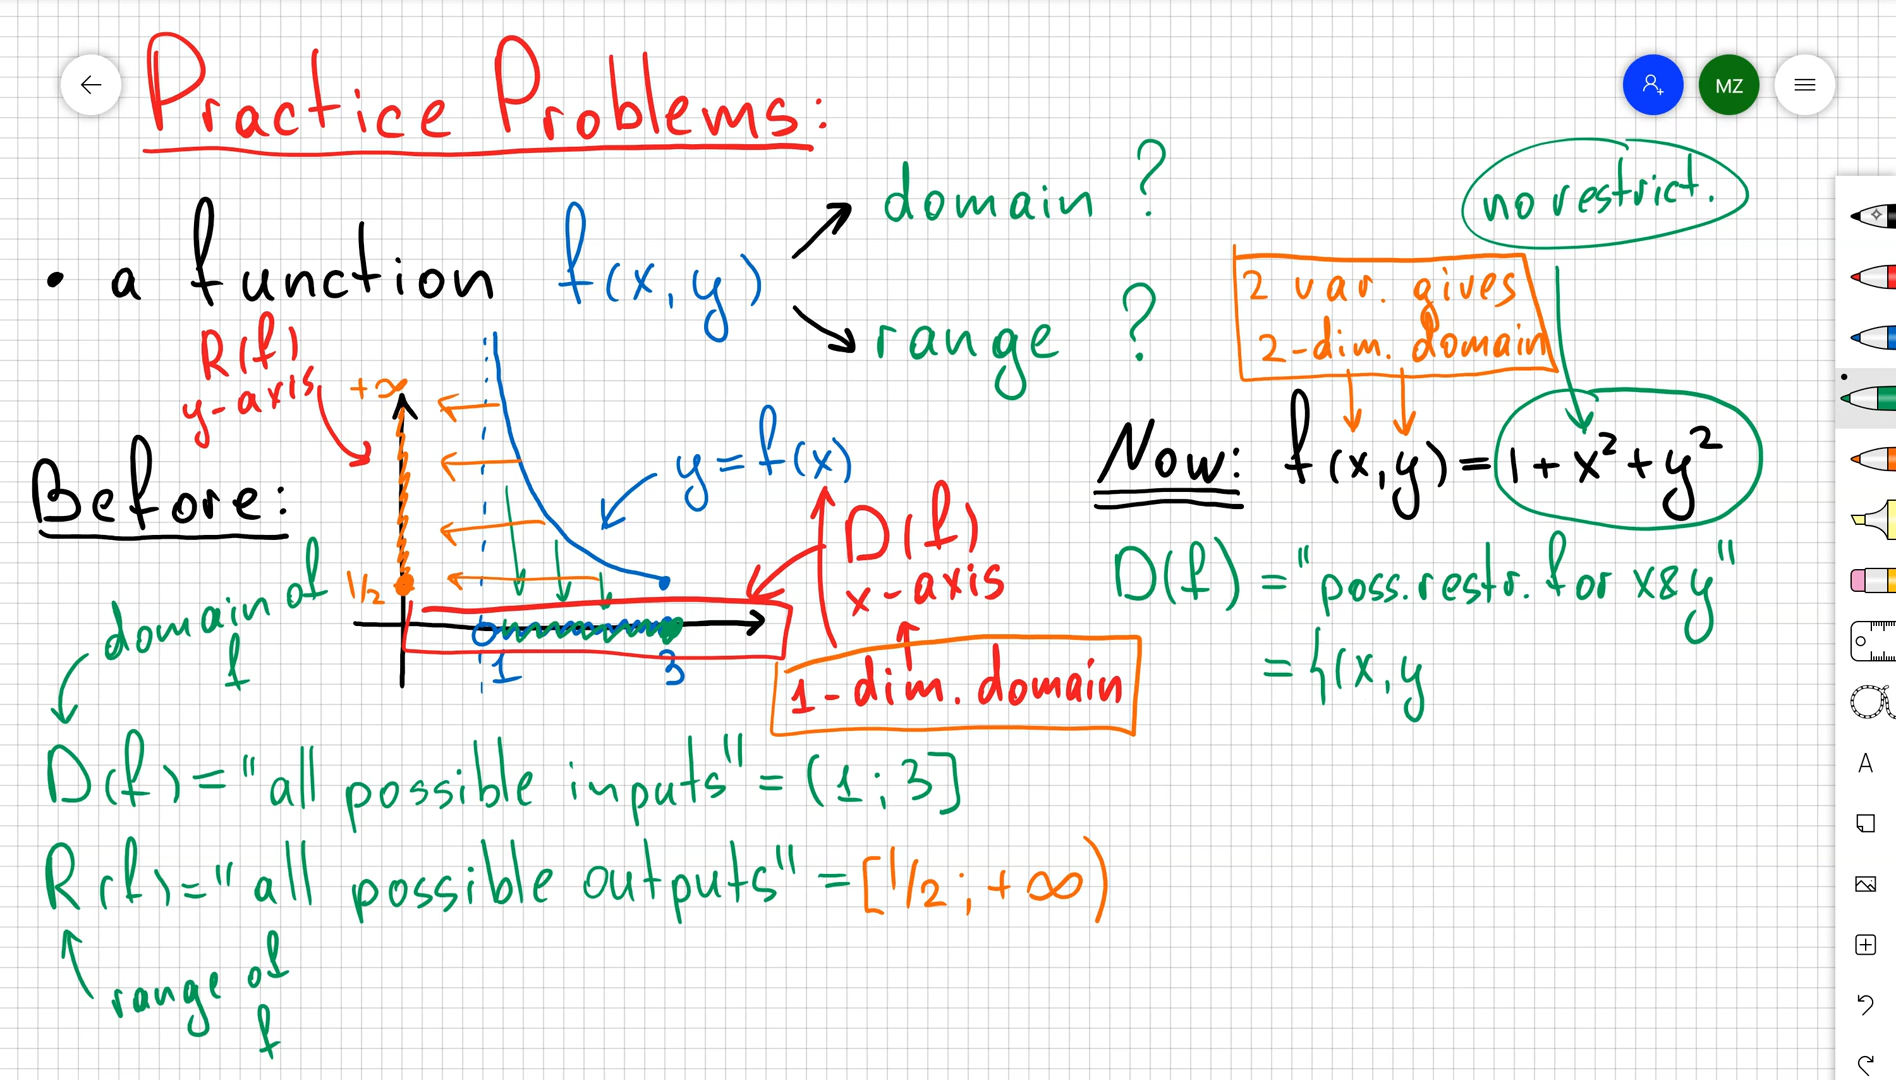 Practice Problems:
MZ
• a function f(x,y)
domain ?
range ?
no restrict.
2 var. gives
2-dim. domain
R(f)
y-axis
+∞
1/2
Before:
y=f(x)
D(f)
x-axis
1
3
1-dim. domain
domain of
f
D(f)="all possible inputs"=(1;3]
R(f)="all possible outputs"=[1/2;+∞)
range of
f
Now: f(x,y)=1+x²+y²
D(f)="poss.restr.for x&y"
={(x,y
A